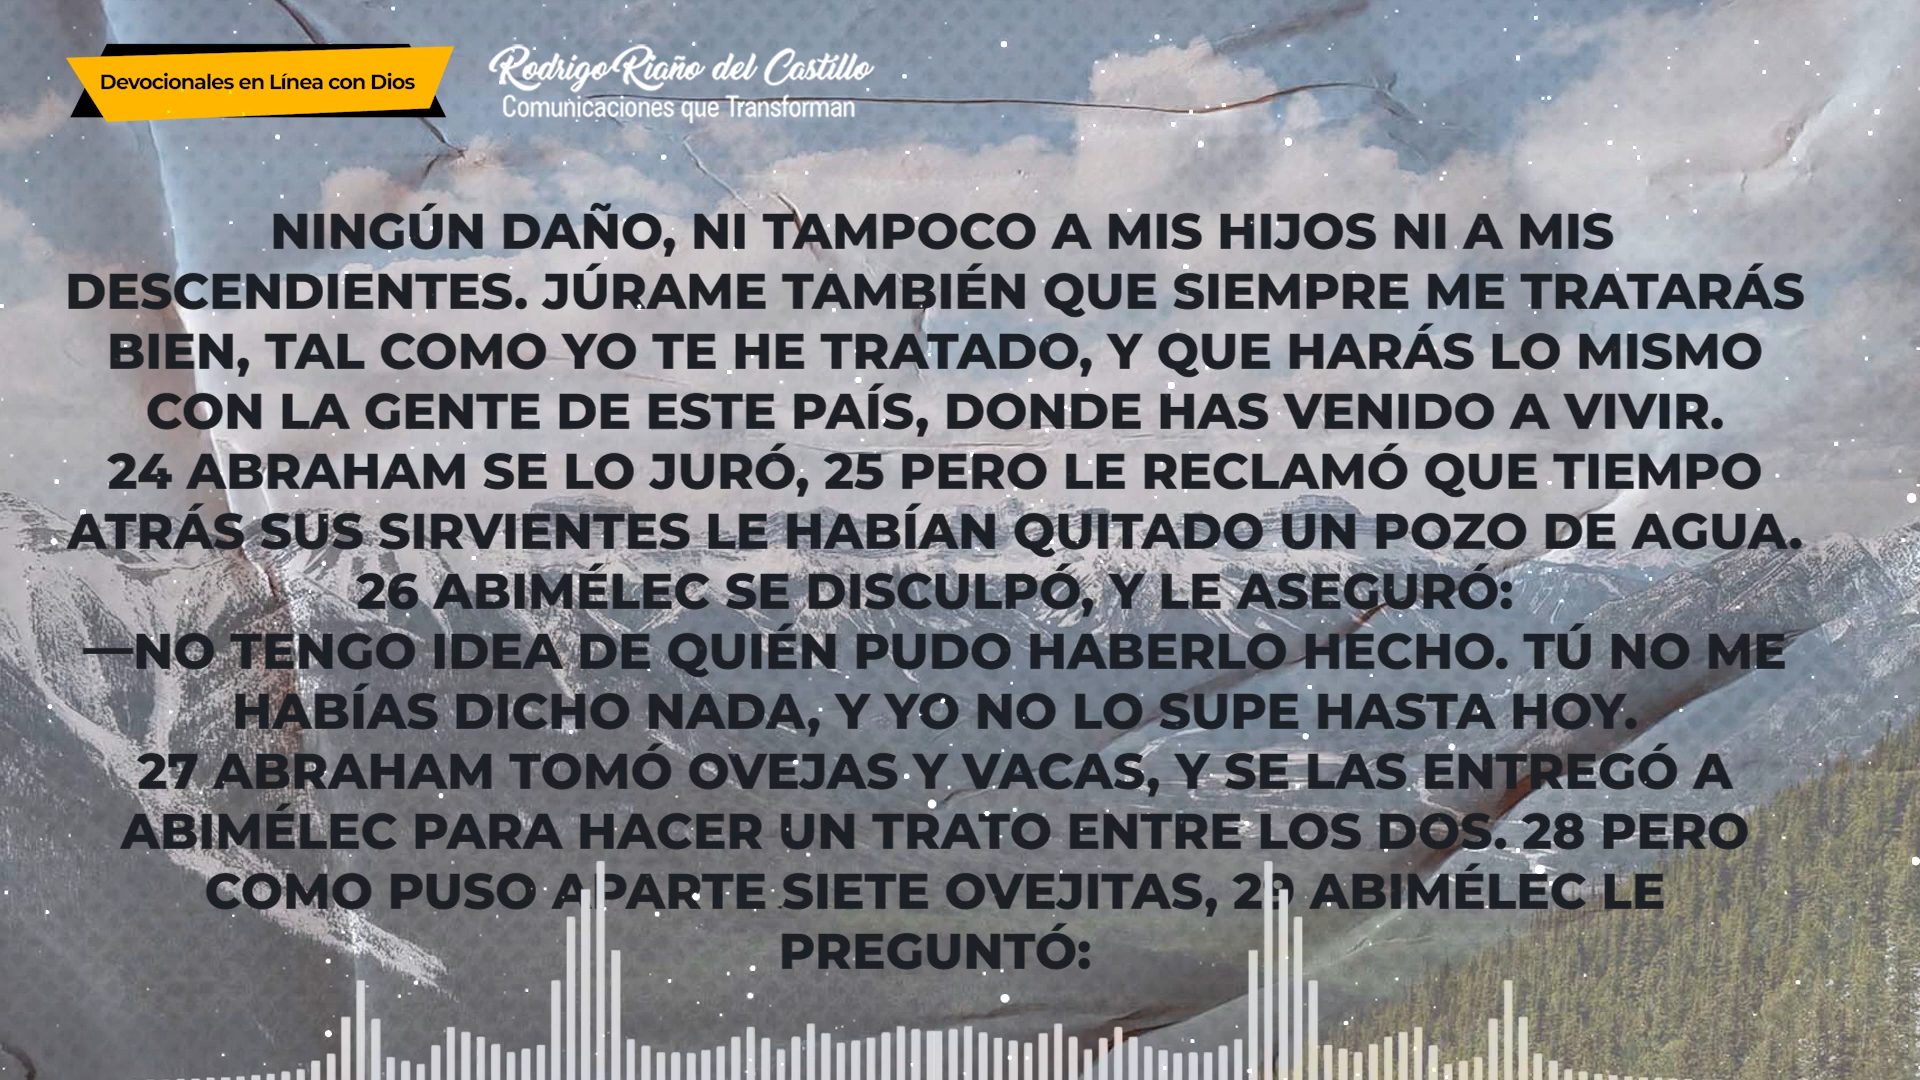 Devocionales en Línea con Dios
Rodrigo Riaño del Castillo
Comunicaciones que Transforman
NINGÚN DAÑO, NI TAMPOCO A MIS HIJOS NI A MIS
DESCENDIENTES. JÚRAME TAMBIÉN QUE SIEMPRE ME TRATARÁS
BIEN, TAL COMO YO TE HE TRATADO, Y QUE HARÁS LO MISMO
CON LA GENTE DE ESTE PAÍS, DONDE HAS VENIDO A VIVIR.
24 ABRAHAM SE LO JURÓ, 25 PERO LE RECLAMÓ QUE TIEMPO
ATRÁS SUS SIRVIENTES LE HABÍAN QUITADO UN POZO DE AGUA.
26 ABIMÉLEC SE DISCULPÓ, Y LE ASEGURÓ:
—NO TENGO IDEA DE QUIÉN PUDO HABERLO HECHO. TÚ NO ME
HABÍAS DICHO NADA, Y YO NO LO SUPE HASTA HOY.
27 ABRAHAM TOMÓ OVEJAS Y VACAS, Y SE LAS ENTREGÓ A
ABIMÉLEC PARA HACER UN TRATO ENTRE LOS DOS. 28 PERO
COMO PUSO APARTE SIETE OVEJITAS, 29 ABIMÉLEC LE
PREGUNTÓ: